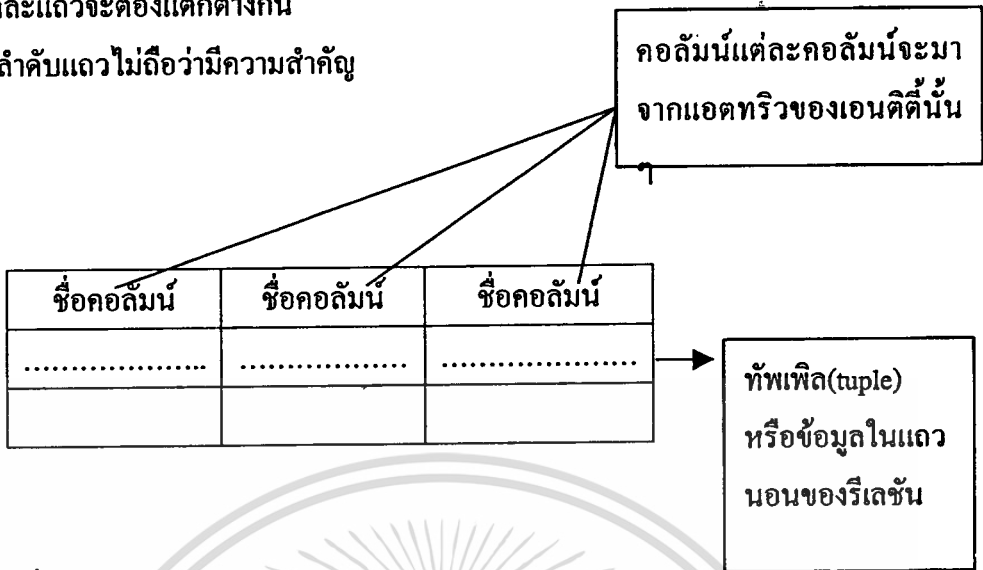 ละแถวจะต้องแตกต่างกัน
ลำดับแถวไม่ถือว่ามีความสำคัญ
คอลัมน์แต่ละคอลัมน์จะมา
จากแอตทริวของเอนติตี้นั้น
ๆ
ชื่อคอลัมน์ ชื่อคอลัมน์ ชื่อคอลัมน์
................... ................. ....................
ทัพเพิล(tuple)
หรือข้อมูลในแถว
นอนของรีเลชัน